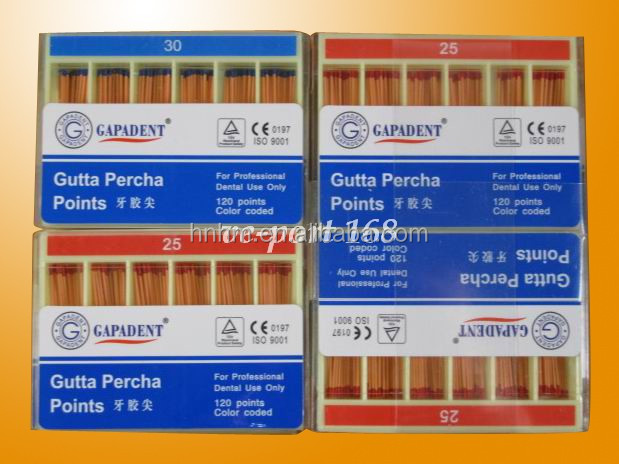 30
GAPADENT®
CE 0197
ISO 9001
Gutta Percha
Points 牙胶尖
For Professional
Dental Use Only
120 points
Color coded
25
GAPADENT®
CE 0197
ISO 9001
Gutta Percha
Points 牙胶尖
For Professional
Dental Use Only
120 points
Color coded
25
GAPADENT®
CE 0197
ISO 9001
Gutta Percha
Points 牙胶尖
For Professional
Dental Use Only
120 points
Color coded
Gutta Percha
Points 牙胶尖
For Professional
Dental Use Only
120 points
Color coded
GAPADENT®
CE 0197
ISO 9001
25